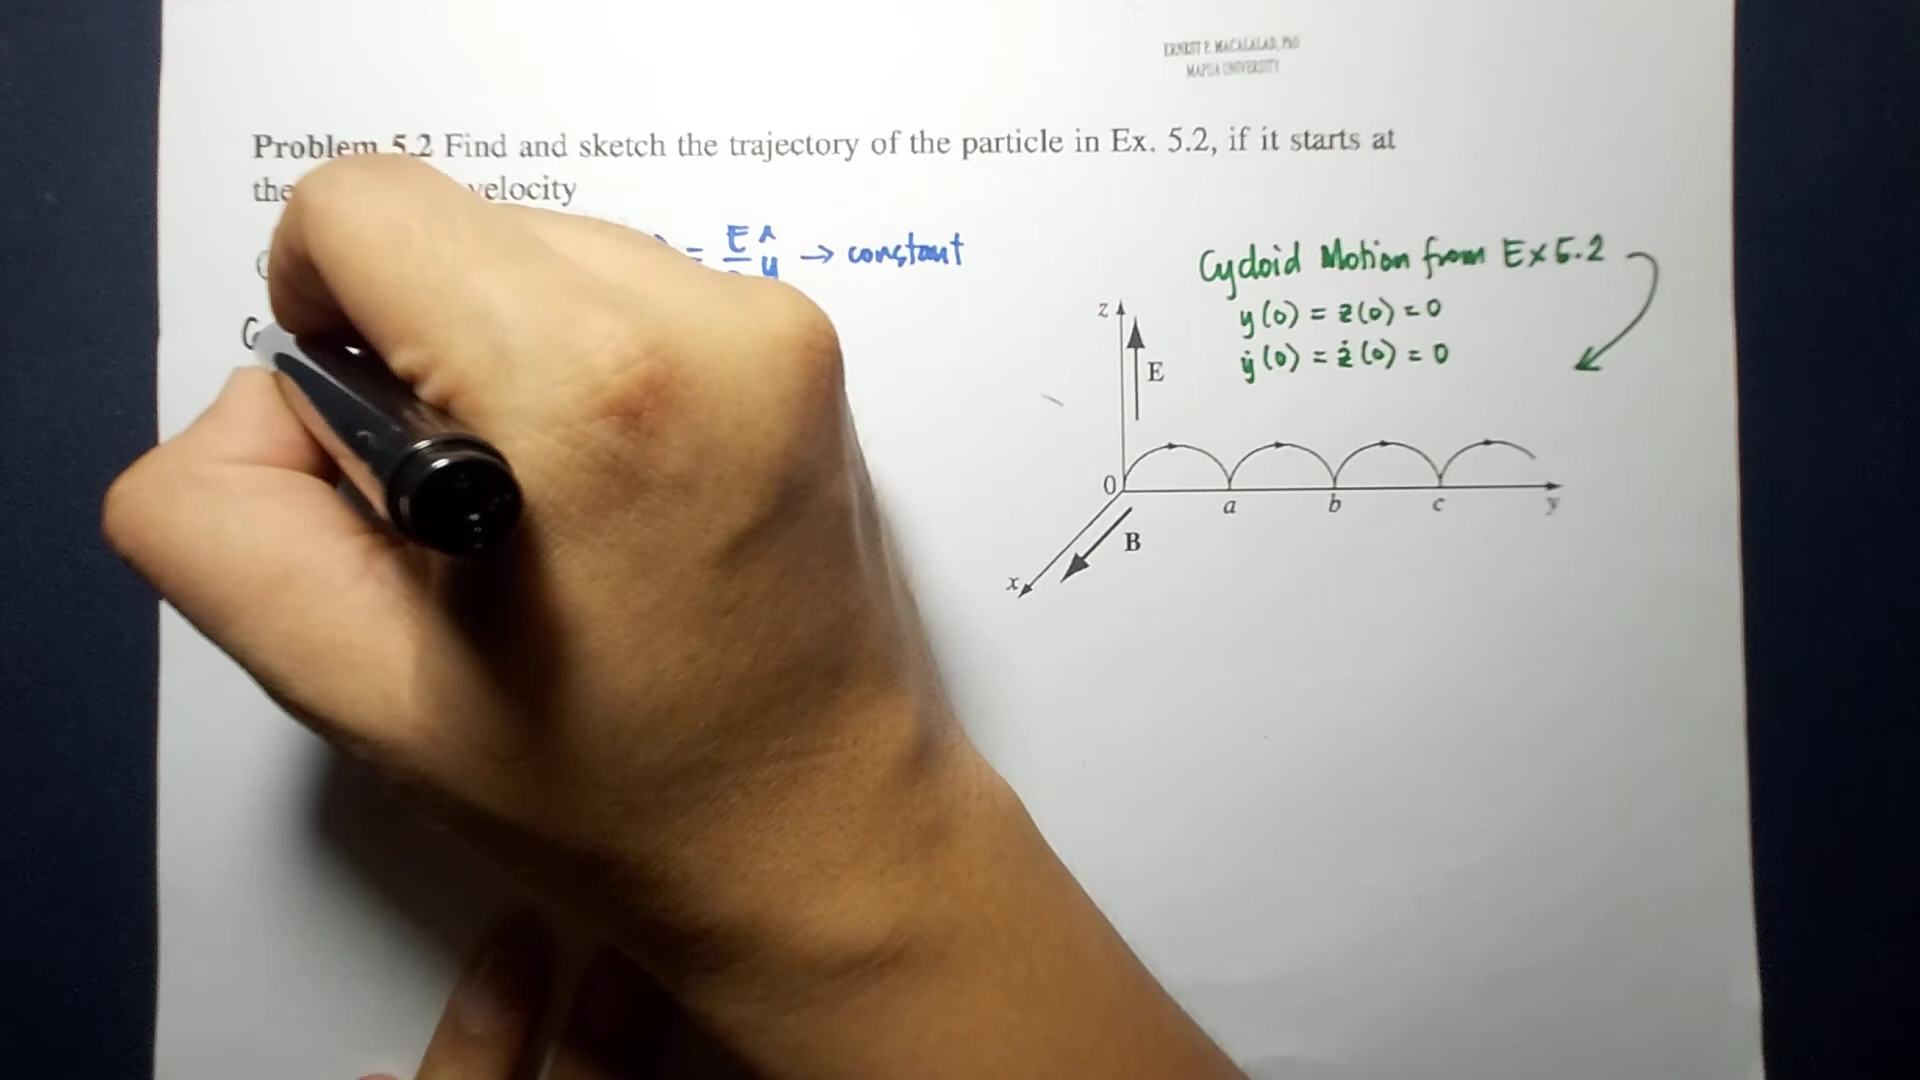 ERNEST P. MACALALAD, PhD
MAPUA UNIVERSITY
Problem 5.2 Find and sketch the trajectory of the particle in Ex. 5.2, if it starts at
the velocity
= E ŷ → constant
Cycloid Motion from Ex 5.2
y(0) = z(0) = 0
ẏ(0) = ż(0) = 0
z
E
0
a b c y
B
x